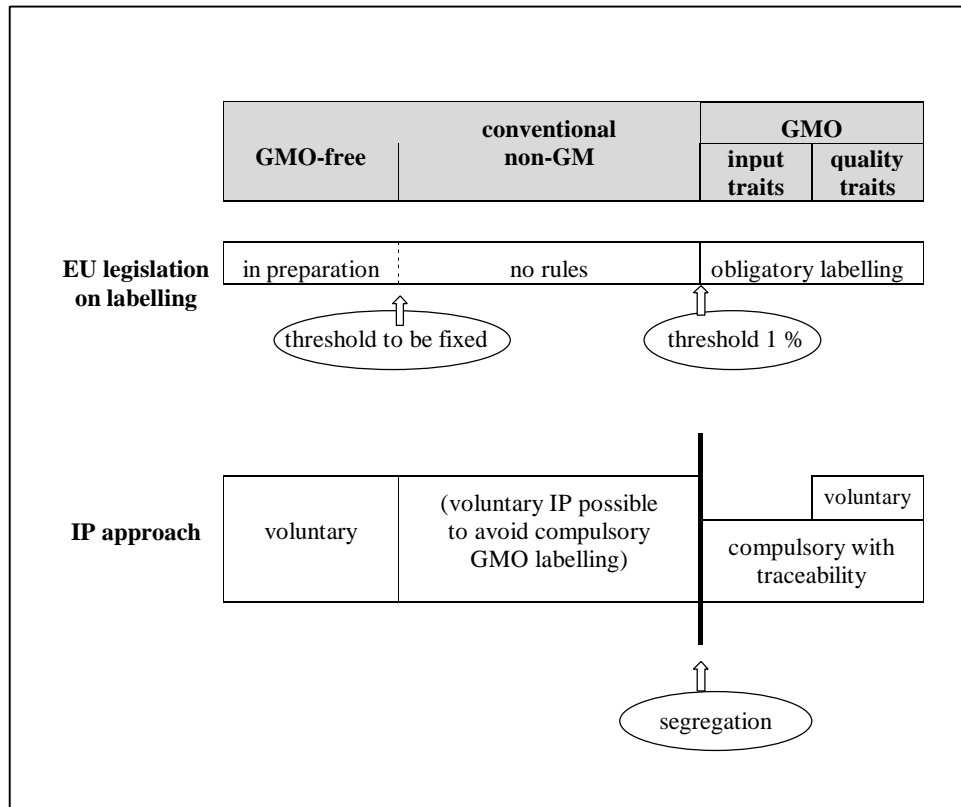 GMO-free
conventional
non-GM
GMO
input
traits
quality
traits
EU legislation
on labelling
in preparation
no rules
obligatory labelling
threshold to be fixed
threshold 1 %
IP approach
voluntary
(voluntary IP possible
to avoid compulsory
GMO labelling)
voluntary
compulsory with
traceability
segregation